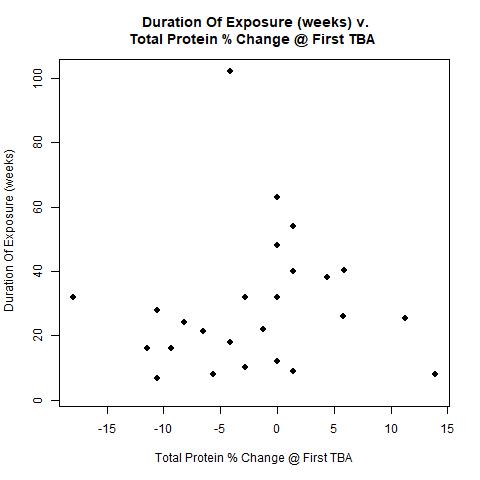 Duration Of Exposure (weeks) v.
Total Protein % Change @ First TBA
Duration Of Exposure (weeks)
100
80
60
40
20
0
-15 -10 -5 0 5 10 15
Total Protein % Change @ First TBA